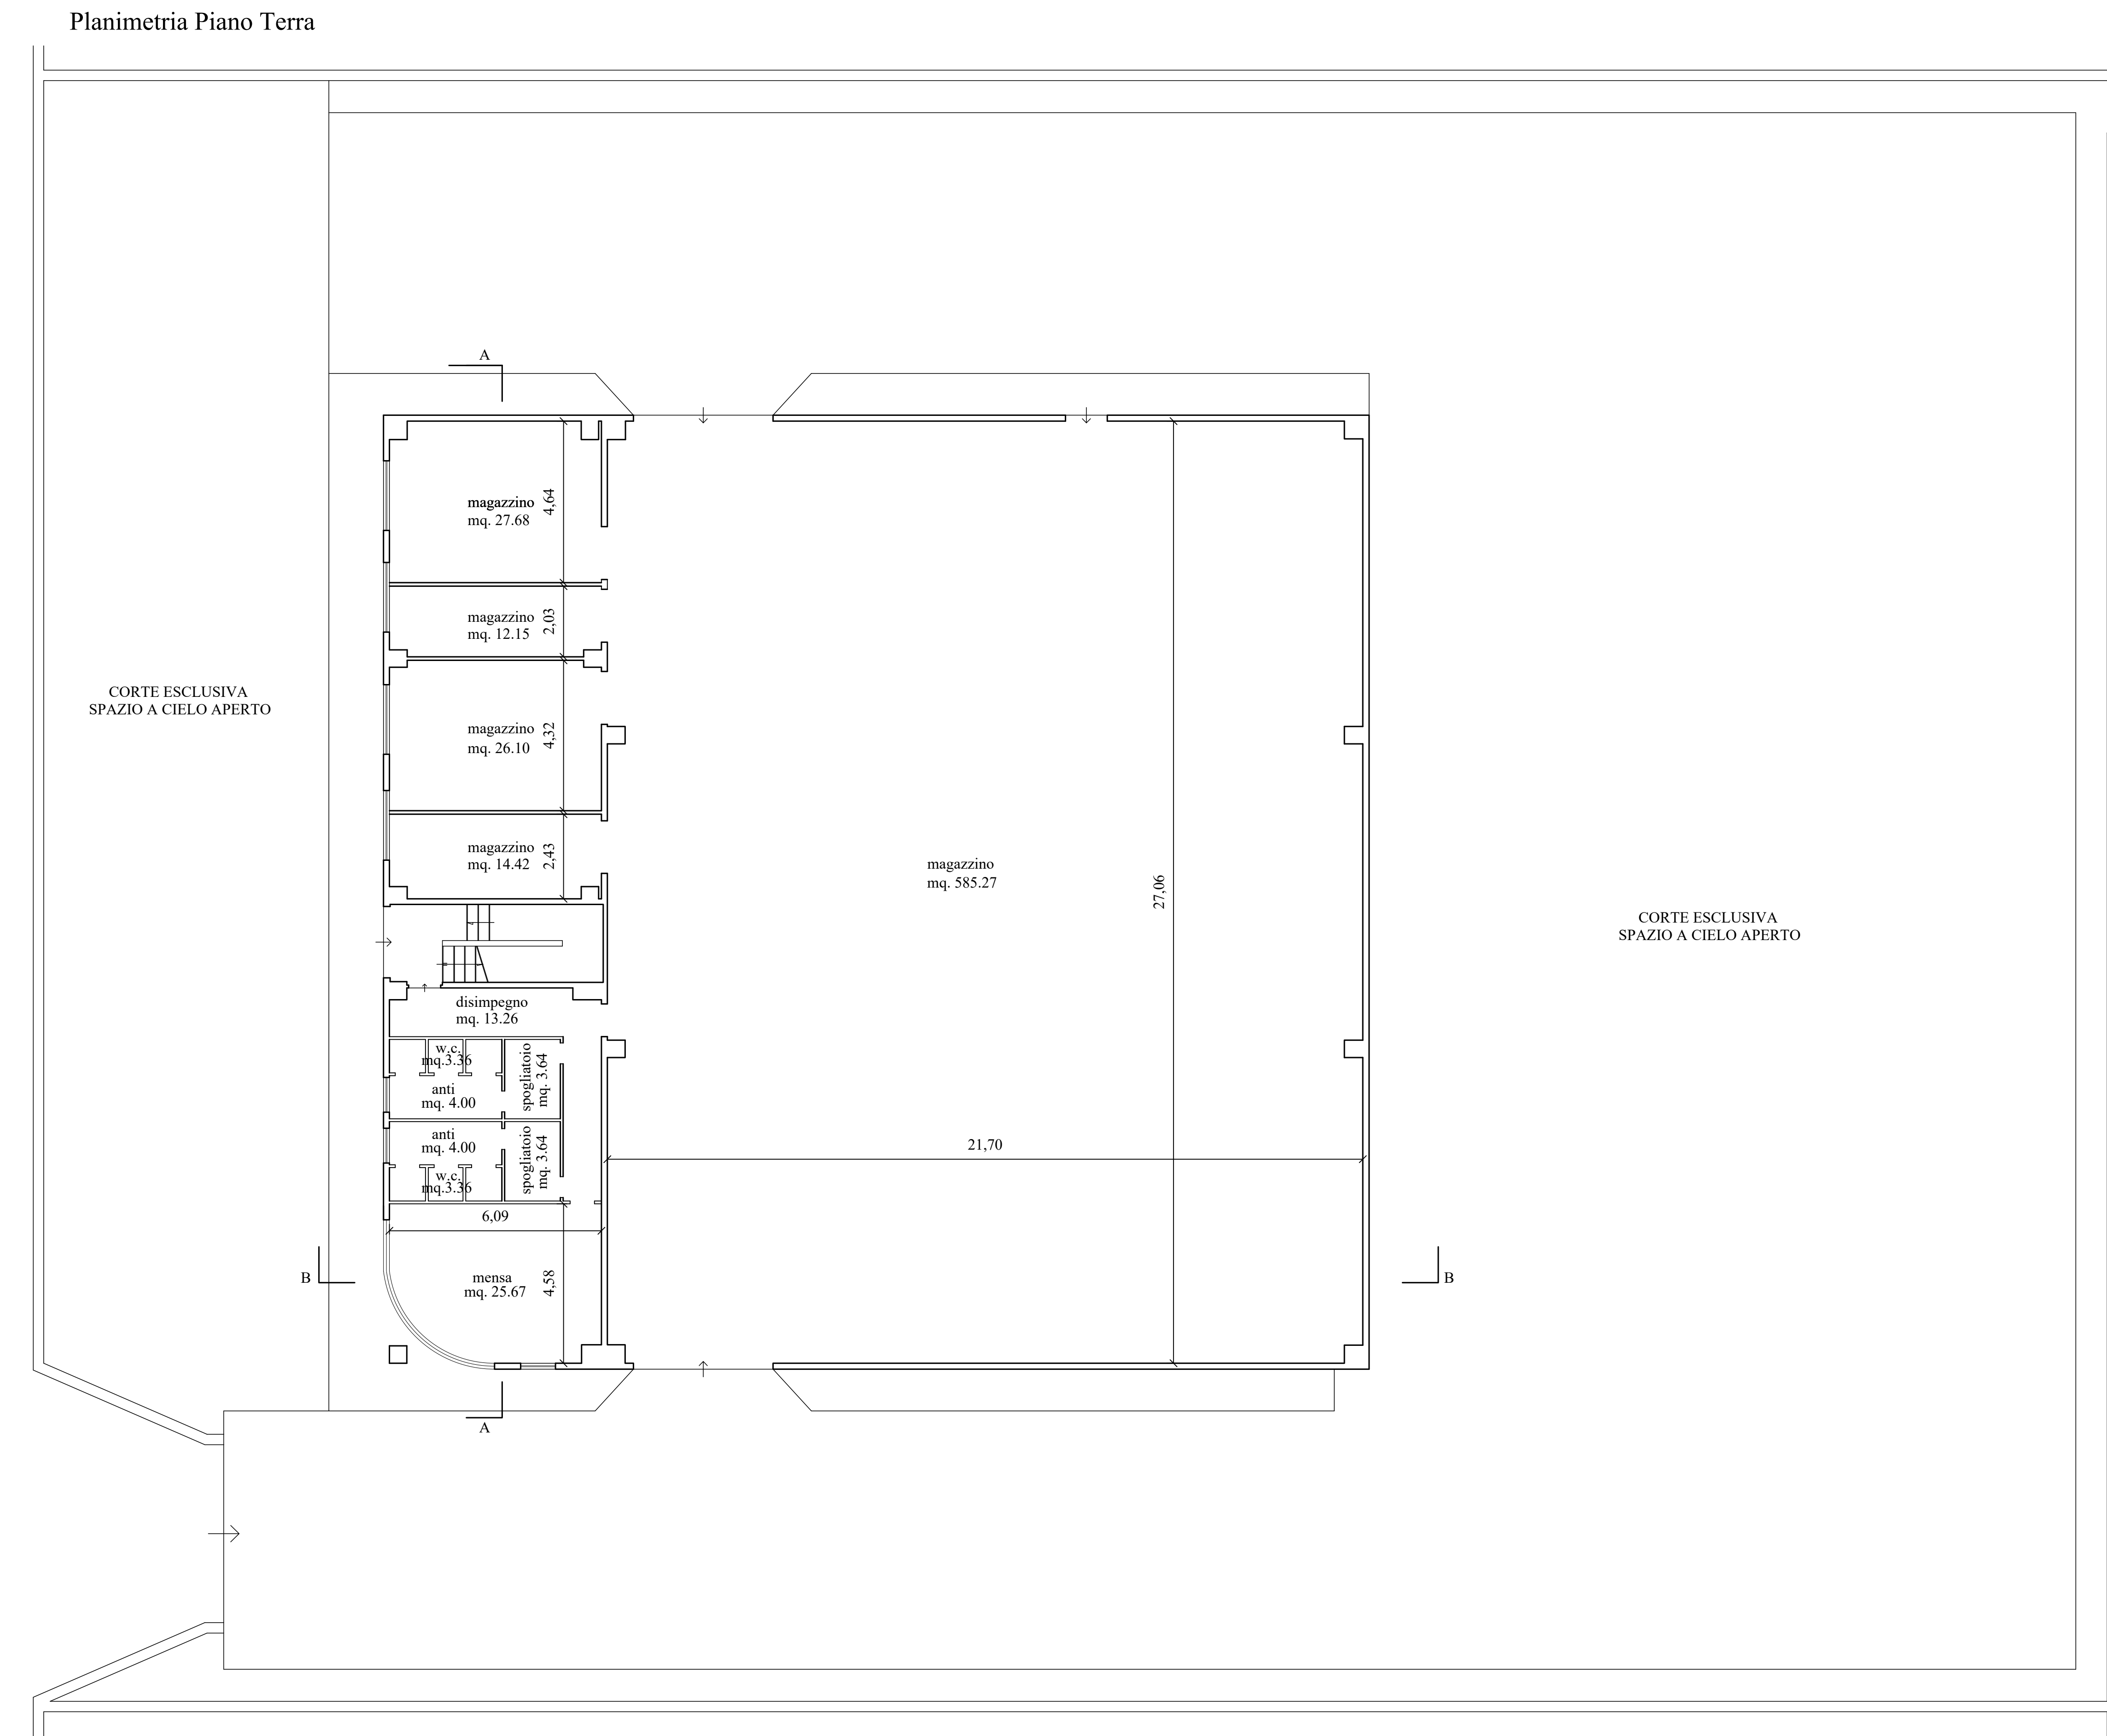 Planimetria Piano Terra
A
magazzino
mq. 27.68
4,64
magazzino
mq. 12.15
2,03
CORTE ESCLUSIVA
SPAZIO A CIELO APERTO
magazzino
mq. 26.10
4,32
magazzino
mq. 14.42
2,43
magazzino
mq. 585.27
27,06
CORTE ESCLUSIVA
SPAZIO A CIELO APERTO
disimpegno
mq. 13.26
w.c.
mq.3.36
anti
mq. 4.00
spogliatoio
mq. 3.64
anti
mq. 4.00
w.c.
mq.3.36
spogliatoio
mq. 3.64
21,70
6,09
mensa
mq. 25.67
4,58
B
B
A